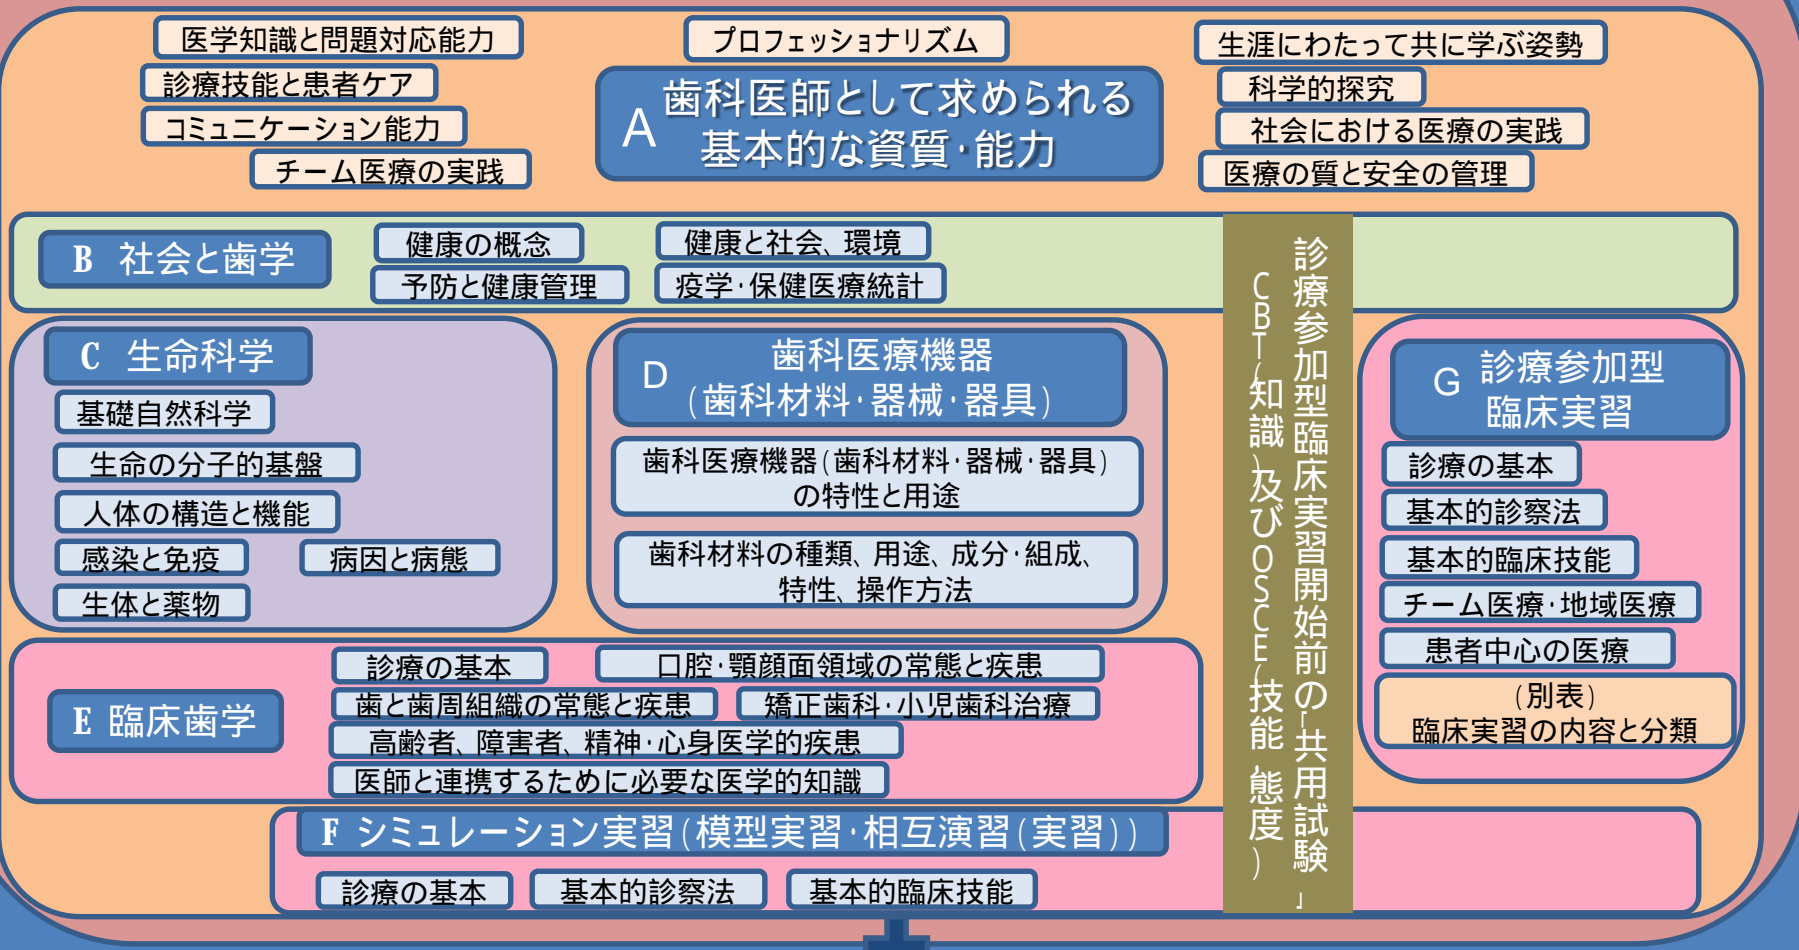 医学知識と問題対応能力
診療技能と患者ケア
コミュニケーション能力
チーム医療の実践
プロフェッショナリズム
A 歯科医師として求められる
基本的な資質・能力
生涯にわたって共に学ぶ姿勢
科学的探究
社会における医療の実践
医療の質と安全の管理
B 社会と歯学
健康の概念
健康と社会、環境
予防と健康管理
疫学・保健医療統計
C 生命科学
基礎自然科学
生命の分子的基盤
人体の構造と機能
感染と免疫
病因と病態
生体と薬物
D 歯科医療機器
(歯科材料・器械・器具)
歯科医療機器(歯科材料・器械・器具)
の特性と用途
歯科材料の種類、用途、成分・組成、
特性、操作方法
E 臨床歯学
診療の基本
口腔・顎顔面領域の常態と疾患
歯と歯周組織の常態と疾患
矯正歯科・小児歯科治療
高齢者、障害者、精神・心身医学的疾患
医師と連携するために必要な医学的知識
F シミュレーション実習(模型実習・相互演習(実習))
診療の基本
基本的診察法
基本的臨床技能
診療参加型臨床実習開始前の「共用試験」
CBT(知識)及びOSCE(技能、態度)
G 診療参加型
臨床実習
診療の基本
基本的診察法
基本的臨床技能
チーム医療・地域医療
患者中心の医療
(別表)
臨床実習の内容と分類